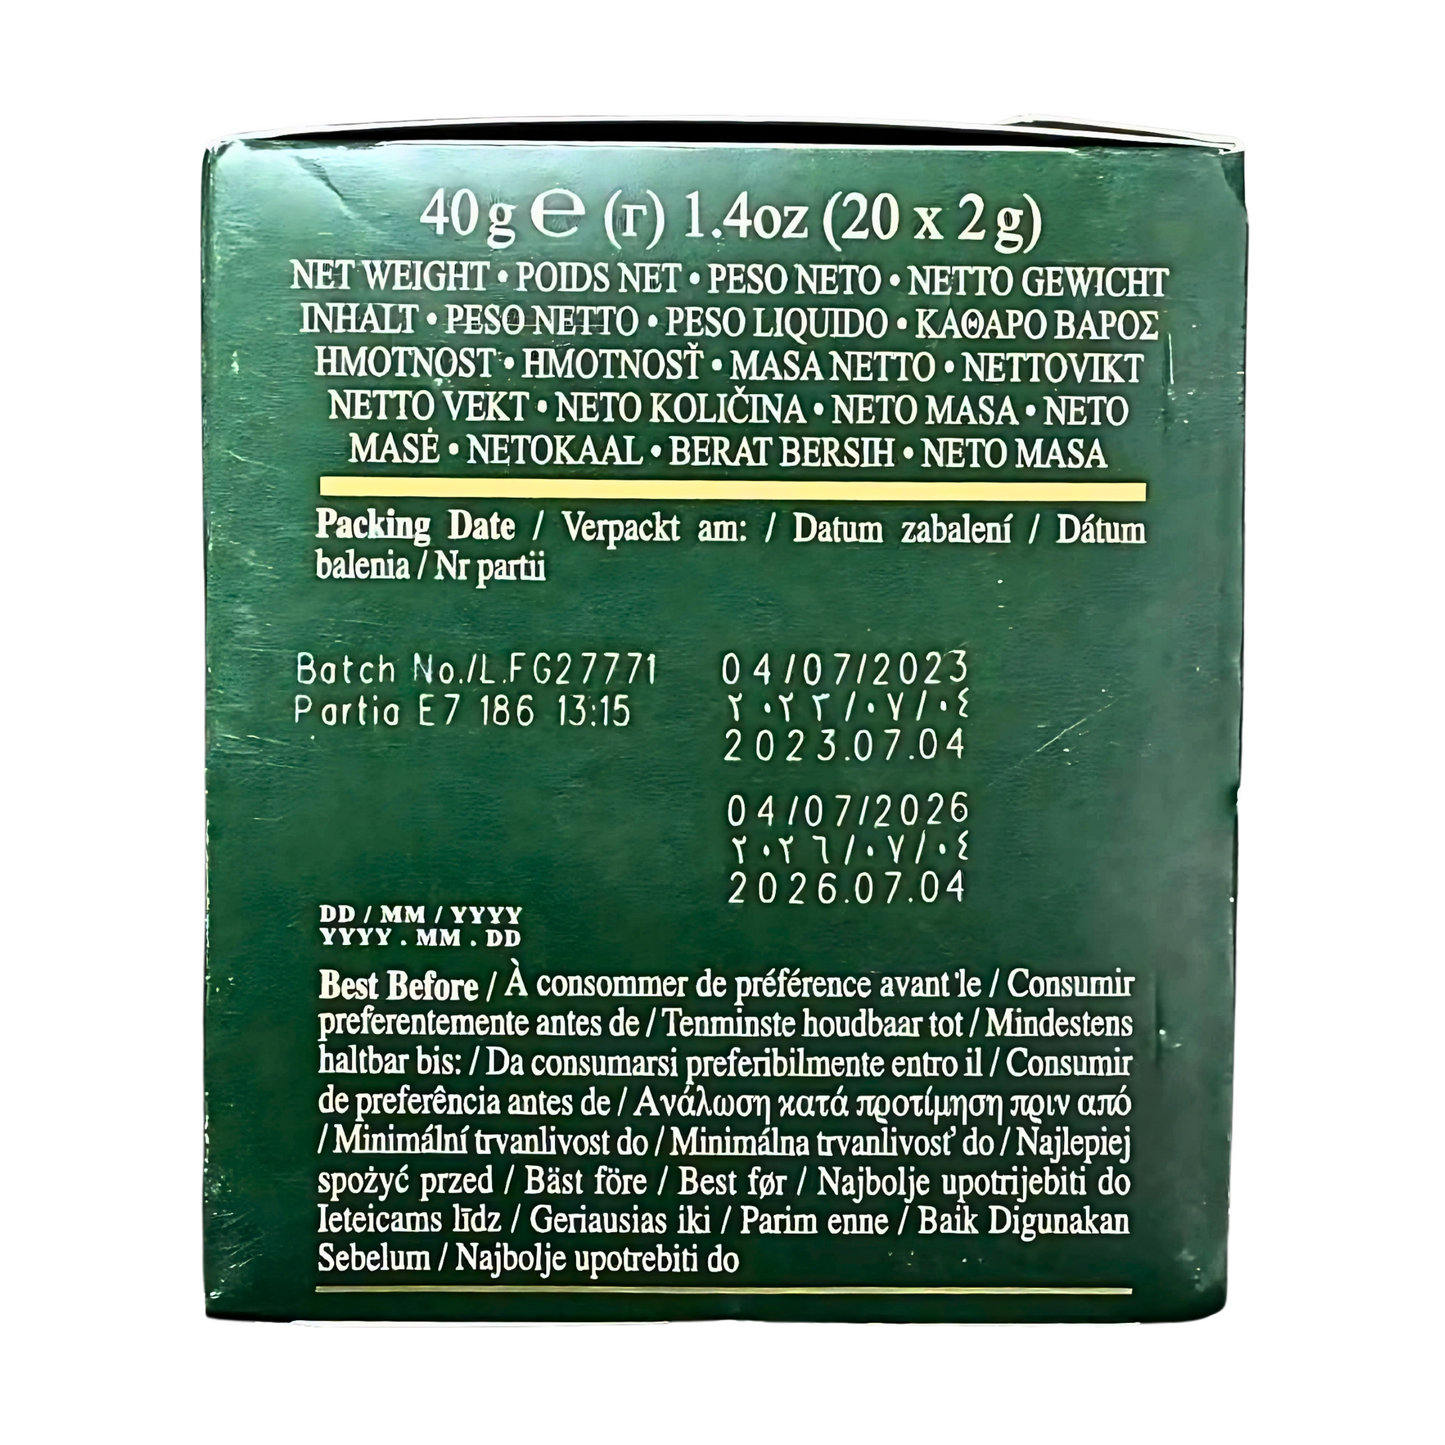 40g ℮ (г) 1.4oz (20 x 2g)
NET WEIGHT • POIDS NET • PESO NETO • NETTO GEWICHT
INHALT • PESO NETTO • PESO LIQUIDO • ΚΑΘΑΡΟ ΒΑΡΟΣ
HMOTNOST • HMOTNOSŤ • MASA NETTO • NETTOVIKT
NETTO VEKT • NETO KOLIČINA • NETO MASA • NETO
MASĖ • NETOKAAL • BERAT BERSIH • NETO MASA
Packing Date / Verpackt am: / Datum zabalení / Dátum
balenia / Nr partii
Batch No./L.FG27771 04/07/2023
Partia E7 186 13:15 ٢٠٢٣/٠٧/٠٤
2023.07.04
04/07/2026
٢٠٢٦/٠٧/٠٤
2026.07.04
DD / MM / YYYY
YYYY . MM . DD
Best Before / À consommer de préférence avant le / Consumir
preferentemente antes de / Tenminste houdbaar tot / Mindestens
haltbar bis: / Da consumarsi preferibilmente entro il / Consumir
de preferência antes de / Ανάλωση κατά προτίμηση πριν από
/ Minimální trvanlivost do / Minimálna trvanlivosť do / Najlepiej
spożyć przed / Bäst före / Best før / Najbolje upotrijebiti do
Ieteicams līdz / Geriausias iki / Parim enne / Baik Digunakan
Sebelum / Najbolje upotrebiti do